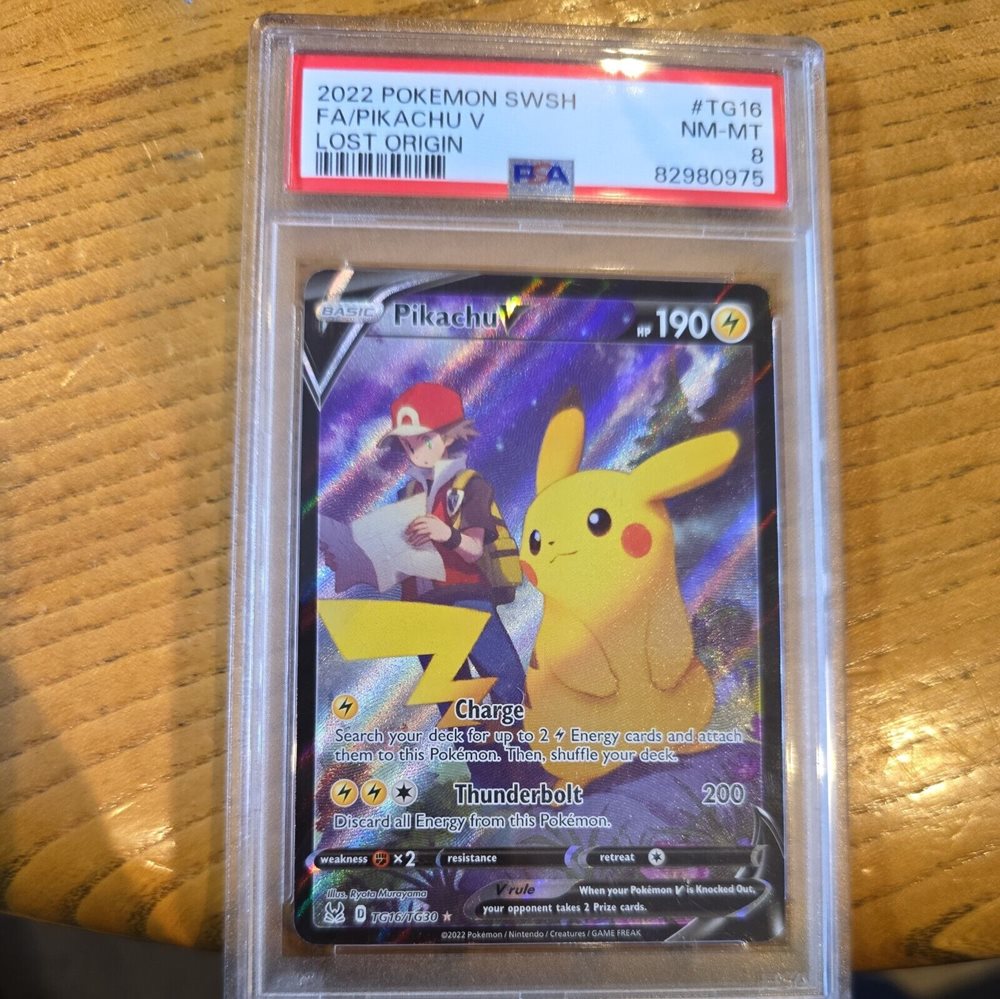 2022 POKEMON SWSH #TG16
FA/PIKACHU V NM-MT
LOST ORIGIN 8
PSA 82980975
BASIC Pikachu V HP 190
Charge
Search your deck for up to 2 Energy cards and attach
them to this Pokémon. Then, shuffle your deck.
Thunderbolt 200
Discard all Energy from this Pokémon.
weakness ×2 resistance retreat
Illus. Ryota Murayama
V rule When your Pokémon V is Knocked Out,
your opponent takes 2 Prize cards.
D TG16/TG30
©2022 Pokémon / Nintendo / Creatures / GAME FREAK